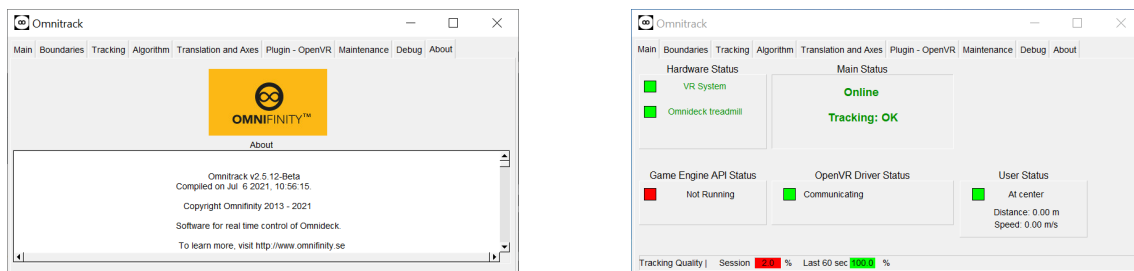 Omnitrack
Main Boundaries Tracking Algorithm Translation and Axes Plugin - OpenVR Maintenance Debug About
OMNIFINITY™
About
Omnitrack v2.5.12-Beta
Compiled on Jul 6 2021, 10:56:15.
Copyright Omnifinity 2013 - 2021
Software for real time control of Omnideck.
To learn more, visit http://www.omnifinity.se
Omnitrack
Main Boundaries Tracking Algorithm Translation and Axes Plugin - OpenVR Maintenance Debug About
Hardware Status
VR System
Omnideck treadmill
Main Status
Online
Tracking: OK
Game Engine API Status
Not Running
OpenVR Driver Status
Communicating
User Status
At center
Distance: 0.00 m
Speed: 0.00 m/s
Tracking Quality | Session 2.0 % Last 60 sec 100.0 %